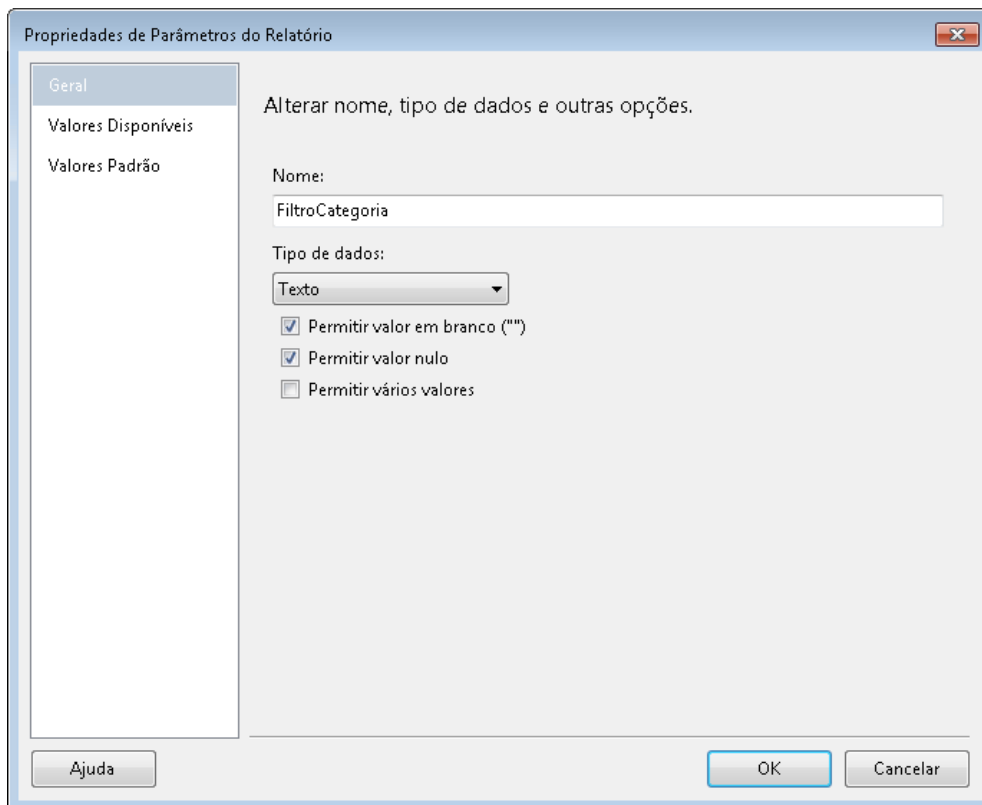 Propriedades de Parâmetros do Relatório
Geral
Valores Disponíveis
Valores Padrão
Alterar nome, tipo de dados e outras opções.
Nome:
FiltroCategoria
Tipo de dados:
Texto
Permitir valor em branco ("")
Permitir valor nulo
Permitir vários valores
Ajuda
OK
Cancelar